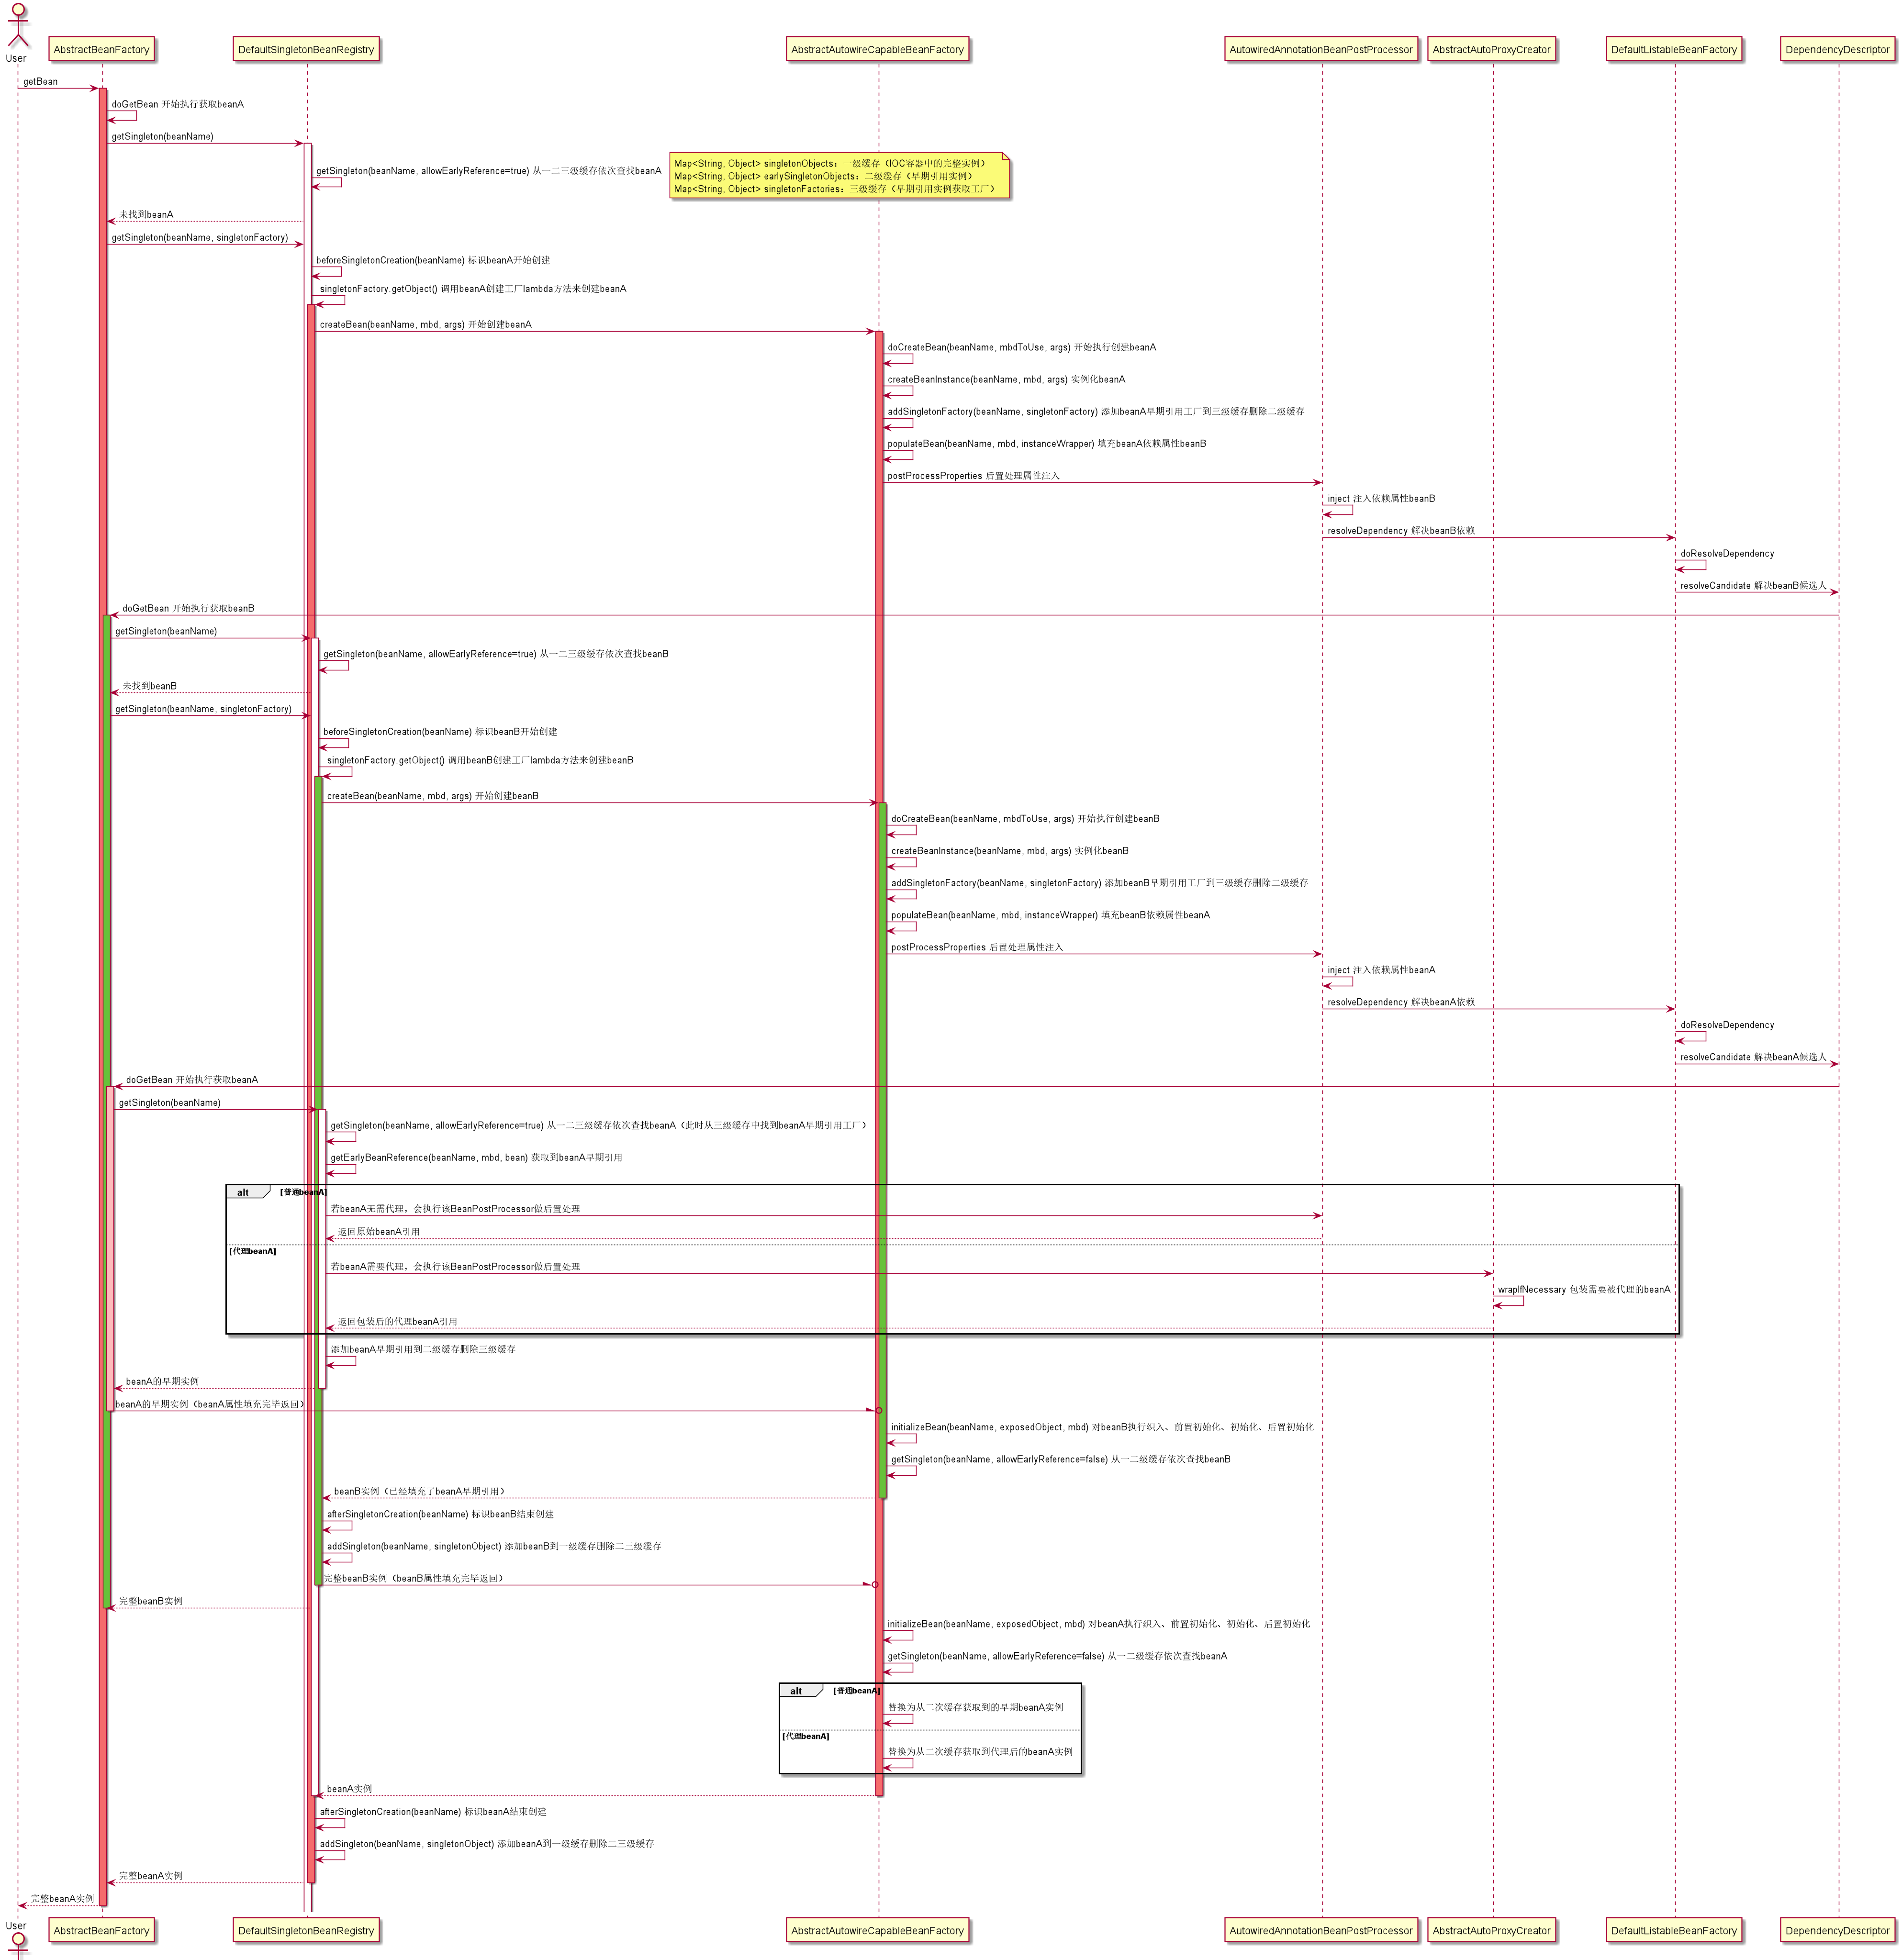 User
AbstractBeanFactory
DefaultSingletonBeanRegistry
AbstractAutowireCapableBeanFactory
AutowiredAnnotationBeanPostProcessor
AbstractAutoProxyCreator
DefaultListableBeanFactory
DependencyDescriptor
getBean
doGetBean 开始执行获取beanA
getSingleton(beanName)
getSingleton(beanName, allowEarlyReference=true) 从一二三级缓存依次查找beanA
Map<String, Object> singletonObjects：一级缓存（IOC容器中的完整实例）
Map<String, Object> earlySingletonObjects：二级缓存（早期引用实例）
Map<String, Object> singletonFactories：三级缓存（早期引用实例获取工厂）
未找到beanA
getSingleton(beanName, singletonFactory)
beforeSingletonCreation(beanName) 标识beanA开始创建
singletonFactory.getObject() 调用beanA创建工厂lambda方法来创建beanA
createBean(beanName, mbd, args) 开始创建beanA
doCreateBean(beanName, mbdToUse, args) 开始执行创建beanA
createBeanInstance(beanName, mbd, args) 实例化beanA
addSingletonFactory(beanName, singletonFactory) 添加beanA早期引用工厂到三级缓存删除二级缓存
populateBean(beanName, mbd, instanceWrapper) 填充beanA依赖属性beanB
postProcessProperties 后置处理属性注入
inject 注入依赖属性beanB
resolveDependency 解决beanB依赖
doResolveDependency
resolveCandidate 解决beanB候选人
doGetBean 开始执行获取beanB
getSingleton(beanName)
getSingleton(beanName, allowEarlyReference=true) 从一二三级缓存依次查找beanB
未找到beanB
getSingleton(beanName, singletonFactory)
beforeSingletonCreation(beanName) 标识beanB开始创建
singletonFactory.getObject() 调用beanB创建工厂lambda方法来创建beanB
createBean(beanName, mbd, args) 开始创建beanB
doCreateBean(beanName, mbdToUse, args) 开始执行创建beanB
createBeanInstance(beanName, mbd, args) 实例化beanB
addSingletonFactory(beanName, singletonFactory) 添加beanB早期引用工厂到三级缓存删除二级缓存
populateBean(beanName, mbd, instanceWrapper) 填充beanB依赖属性beanA
postProcessProperties 后置处理属性注入
inject 注入依赖属性beanA
resolveDependency 解决beanA依赖
doResolveDependency
resolveCandidate 解决beanA候选人
doGetBean 开始执行获取beanA
getSingleton(beanName)
getSingleton(beanName, allowEarlyReference=true) 从一二三级缓存依次查找beanA（此时从三级缓存中找到beanA早期引用工厂）
getEarlyBeanReference(beanName, mbd, bean) 获取到beanA早期引用
alt [普通beanA]
若beanA无需代理，会执行该BeanPostProcessor做后置处理
返回原始beanA引用
[代理beanA]
若beanA需要代理，会执行该BeanPostProcessor做后置处理
wrapIfNecessary 包装需要被代理的beanA
返回包装后的代理beanA引用
添加beanA早期引用到二级缓存删除三级缓存
beanA的早期实例
beanA的早期实例（beanA属性填充完毕返回）
initializeBean(beanName, exposedObject, mbd) 对beanB执行织入、前置初始化、初始化、后置初始化
getSingleton(beanName, allowEarlyReference=false) 从一二级缓存依次查找beanB
beanB实例（已经填充了beanA早期引用）
afterSingletonCreation(beanName) 标识beanB结束创建
addSingleton(beanName, singletonObject) 添加beanB到一级缓存删除二三级缓存
完整beanB实例（beanB属性填充完毕返回）
完整beanB实例
initializeBean(beanName, exposedObject, mbd) 对beanA执行织入、前置初始化、初始化、后置初始化
getSingleton(beanName, allowEarlyReference=false) 从一二级缓存依次查找beanA
alt [普通beanA]
替换为从二次缓存获取到的早期beanA实例
[代理beanA]
替换为从二次缓存获取到代理后的beanA实例
beanA实例
afterSingletonCreation(beanName) 标识beanA结束创建
addSingleton(beanName, singletonObject) 添加beanA到一级缓存删除二三级缓存
完整beanA实例
完整beanA实例
User
AbstractBeanFactory
DefaultSingletonBeanRegistry
AbstractAutowireCapableBeanFactory
AutowiredAnnotationBeanPostProcessor
AbstractAutoProxyCreator
DefaultListableBeanFactory
DependencyDescriptor